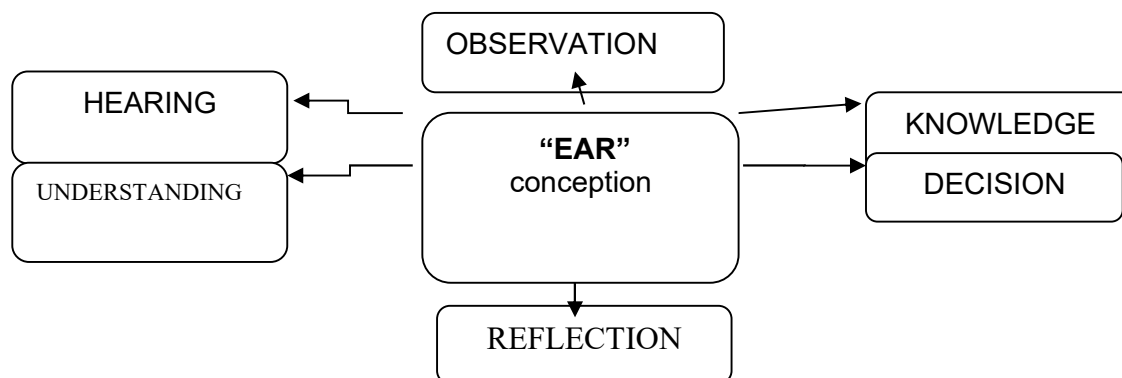 OBSERVATION
HEARING
KNOWLEDGE
“EAR”
conception
UNDERSTANDING
DECISION
REFLECTION